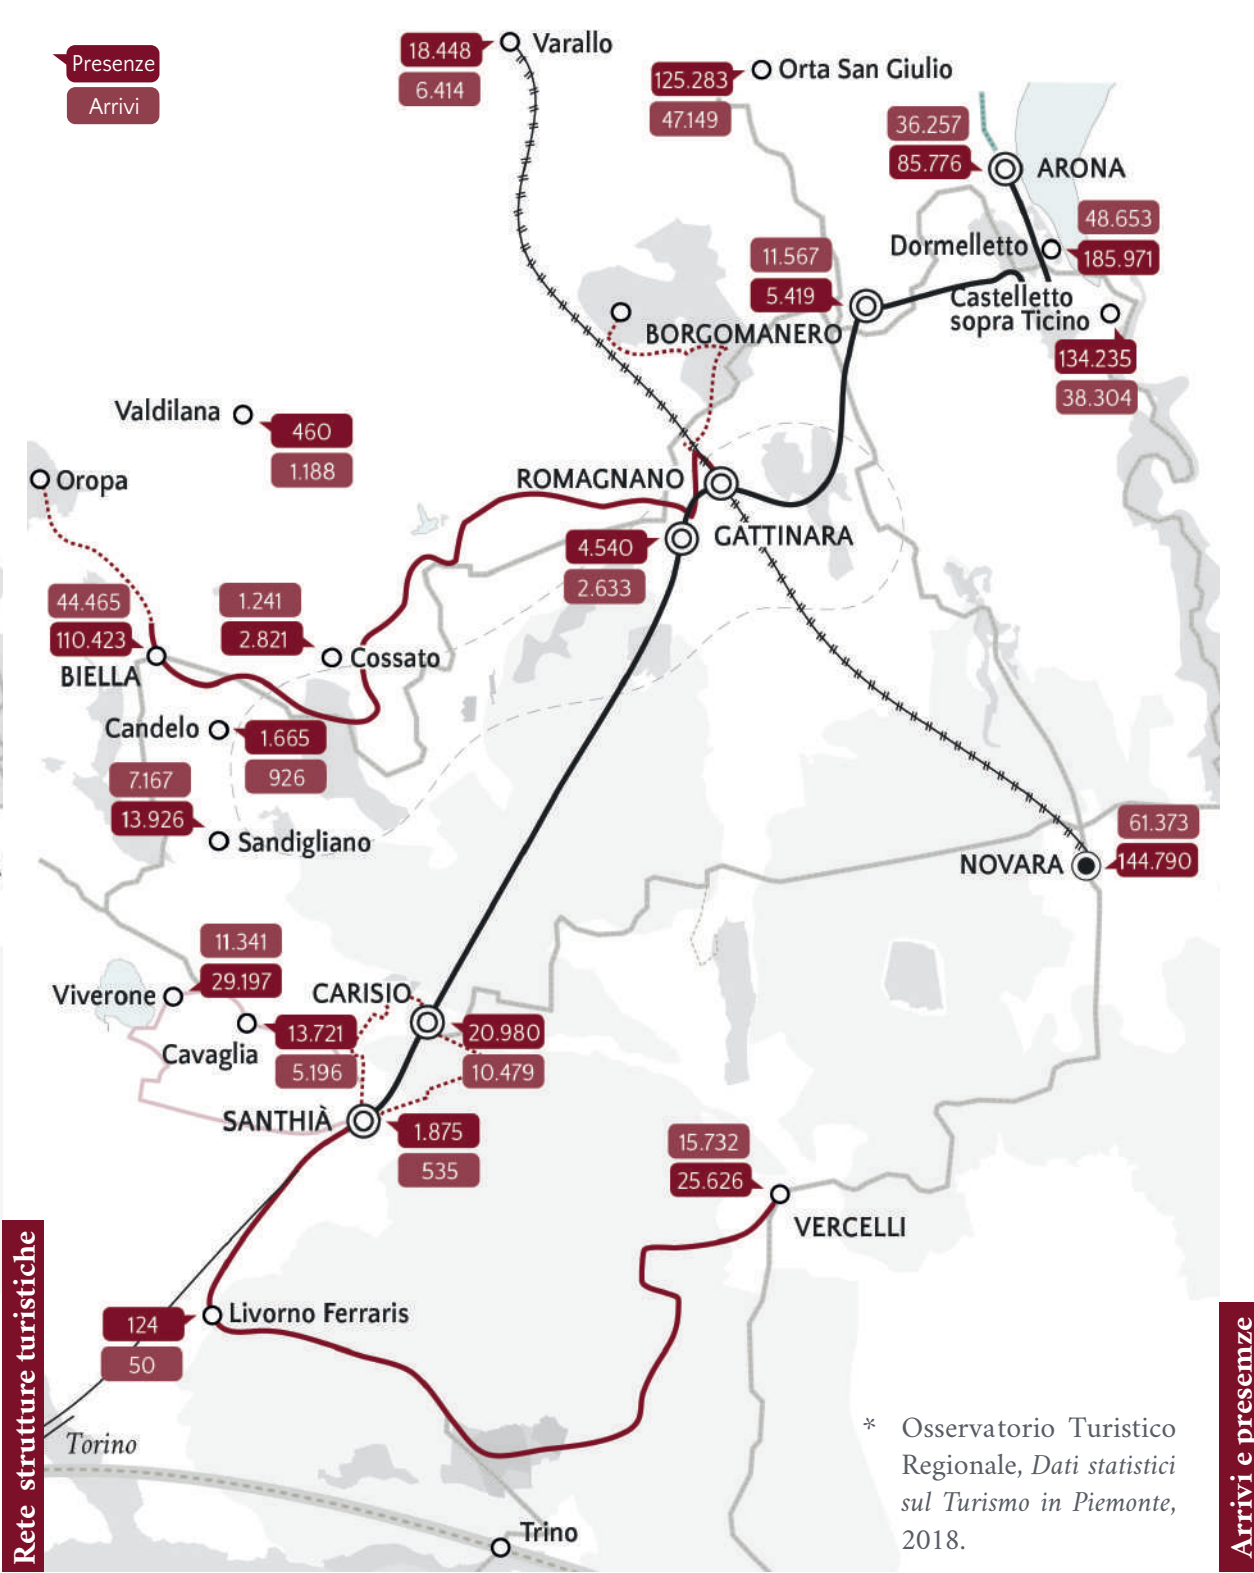 Presenze
Arrivi
18.448
6.414
Varallo
125.283
47.149
Orta San Giulio
36.257
85.776
ARONA
48.653
185.971
Dormelletto
11.567
5.419
BORGOMANERO
Castelletto
sopra Ticino
134.235
38.304
Valdilana
460
1.188
Oropa
ROMAGNANO
GATTINARA
4.540
2.633
44.465
110.423
BIELLA
1.241
2.821
Cossato
Candelo
1.665
926
7.167
13.926
Sandigliano
61.373
144.790
NOVARA
11.341
29.197
Viverone
CARISIO
13.721
5.196
Cavaglia
20.980
10.479
SANTHIÀ
1.875
535
15.732
25.626
VERCELLI
124
50
Livorno Ferraris
Torino
Trino
* Osservatorio Turistico
Regionale, Dati statistici
sul Turismo in Piemonte,
2018.
Rete strutture turistiche
Arrivi e presemze